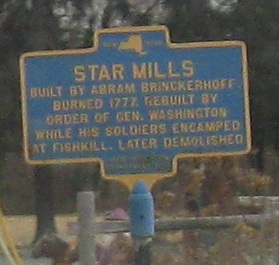 STAR MILLS
BUILT BY ABRAM BRINCKERHOFF
BURNED 1777. REBUILT BY
ORDER OF GEN. WASHINGTON
WHILE HIS SOLDIERS ENCAMPED
AT FISHKILL. LATER DEMOLISHED